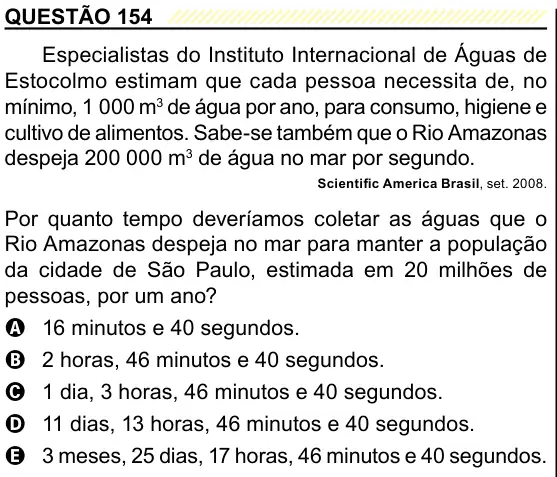 QUESTÃO 154
Especialistas do Instituto Internacional de Águas de
Estocolmo estimam que cada pessoa necessita de, no
mínimo, 1 000 m³ de água por ano, para consumo, higiene e
cultivo de alimentos. Sabe-se também que o Rio Amazonas
despeja 200 000 m³ de água no mar por segundo.
Scientific America Brasil, set. 2008.
Por quanto tempo deveríamos coletar as águas que o
Rio Amazonas despeja no mar para manter a população
da cidade de São Paulo, estimada em 20 milhões de
pessoas, por um ano?
A 16 minutos e 40 segundos.
B 2 horas, 46 minutos e 40 segundos.
C 1 dia, 3 horas, 46 minutos e 40 segundos.
D 11 dias, 13 horas, 46 minutos e 40 segundos.
E 3 meses, 25 dias, 17 horas, 46 minutos e 40 segundos.